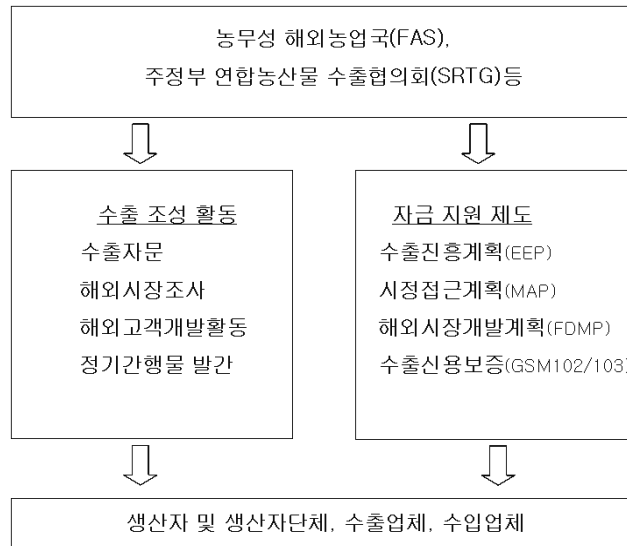 농무성 해외농업국(FAS),
주정부 연합농산물 수출협의회(SRTG)등
수출 조성 활동
수출자문
해외시장조사
해외고객개발활동
정기간행물 발간
자금 지원 제도
수출진흥계획(EEP)
시정접근계획(MAP)
해외시장개발계획(FDMP)
수출신용보증(GSM102/103)
생산자 및 생산자단체, 수출업체, 수입업체